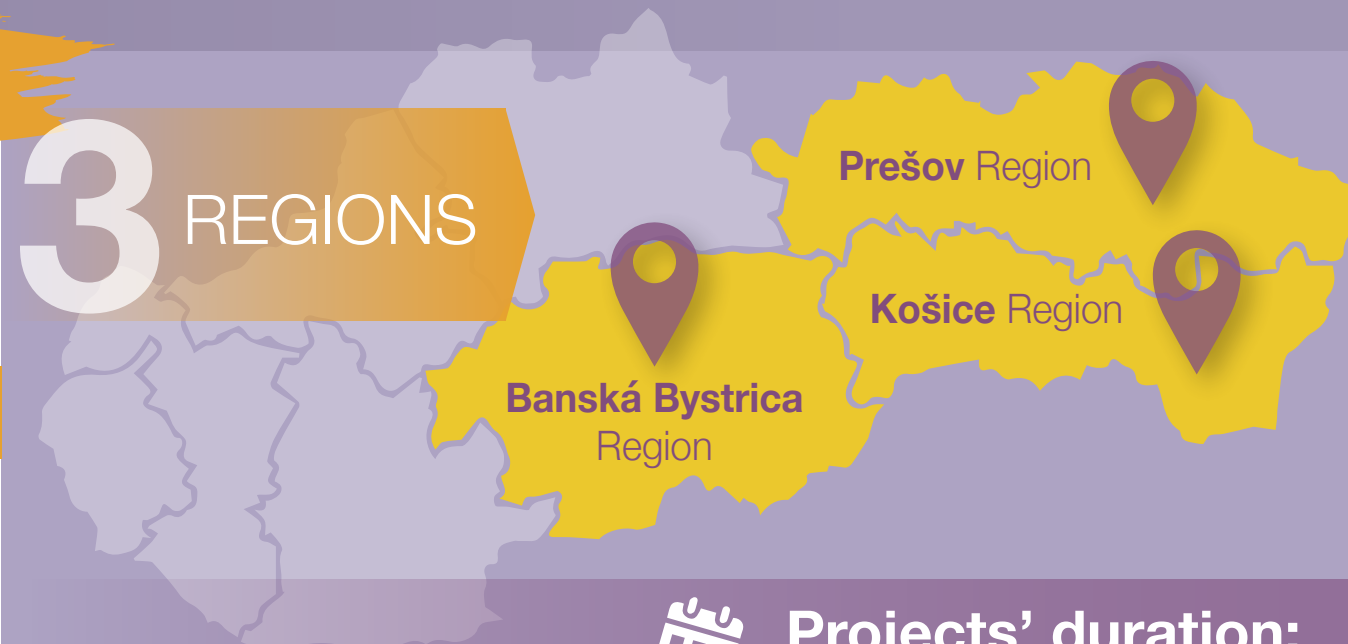 3 REGIONS
Prešov Region
Košice Region
Banská Bystrica
Region
Projects’ duration: